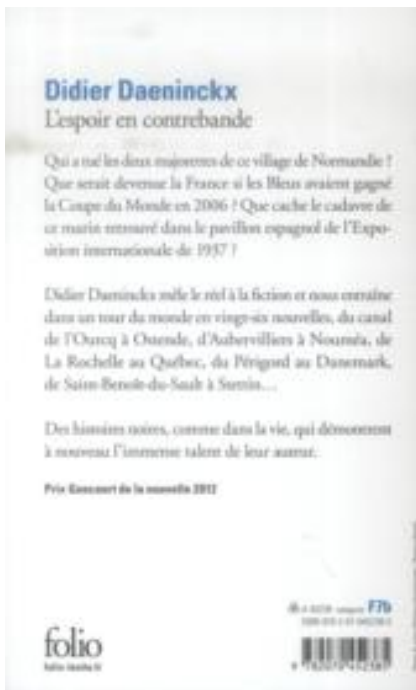 Didier Daeninckx
L'espoir en contrebande
Qui a tué les deux majorettes de ce village de Normandie ?
Que serait devenue la France si les Bleus avaient gagné
la Coupe du Monde en 2006 ? Que cache le cadavre de
ce marin retrouvé dans le pavillon espagnol de l'Expo-
sition internationale de 1937 ?
Didier Daeninckx mêle le réel à la fiction et nous entraîne
dans un tour du monde en vingt-six nouvelles, du canal
de l'Ourcq à Ostende, d'Aubervilliers à Nouméa, de
La Rochelle au Québec, du Périgord au Danemark,
de Saint-Benoît-du-Sault à Stettin…
Des histoires noires, comme dans la vie, qui démontrent
à nouveau l'immense talent de leur auteur.
Prix Goncourt de la nouvelle 2012
catégorie F7b
folio